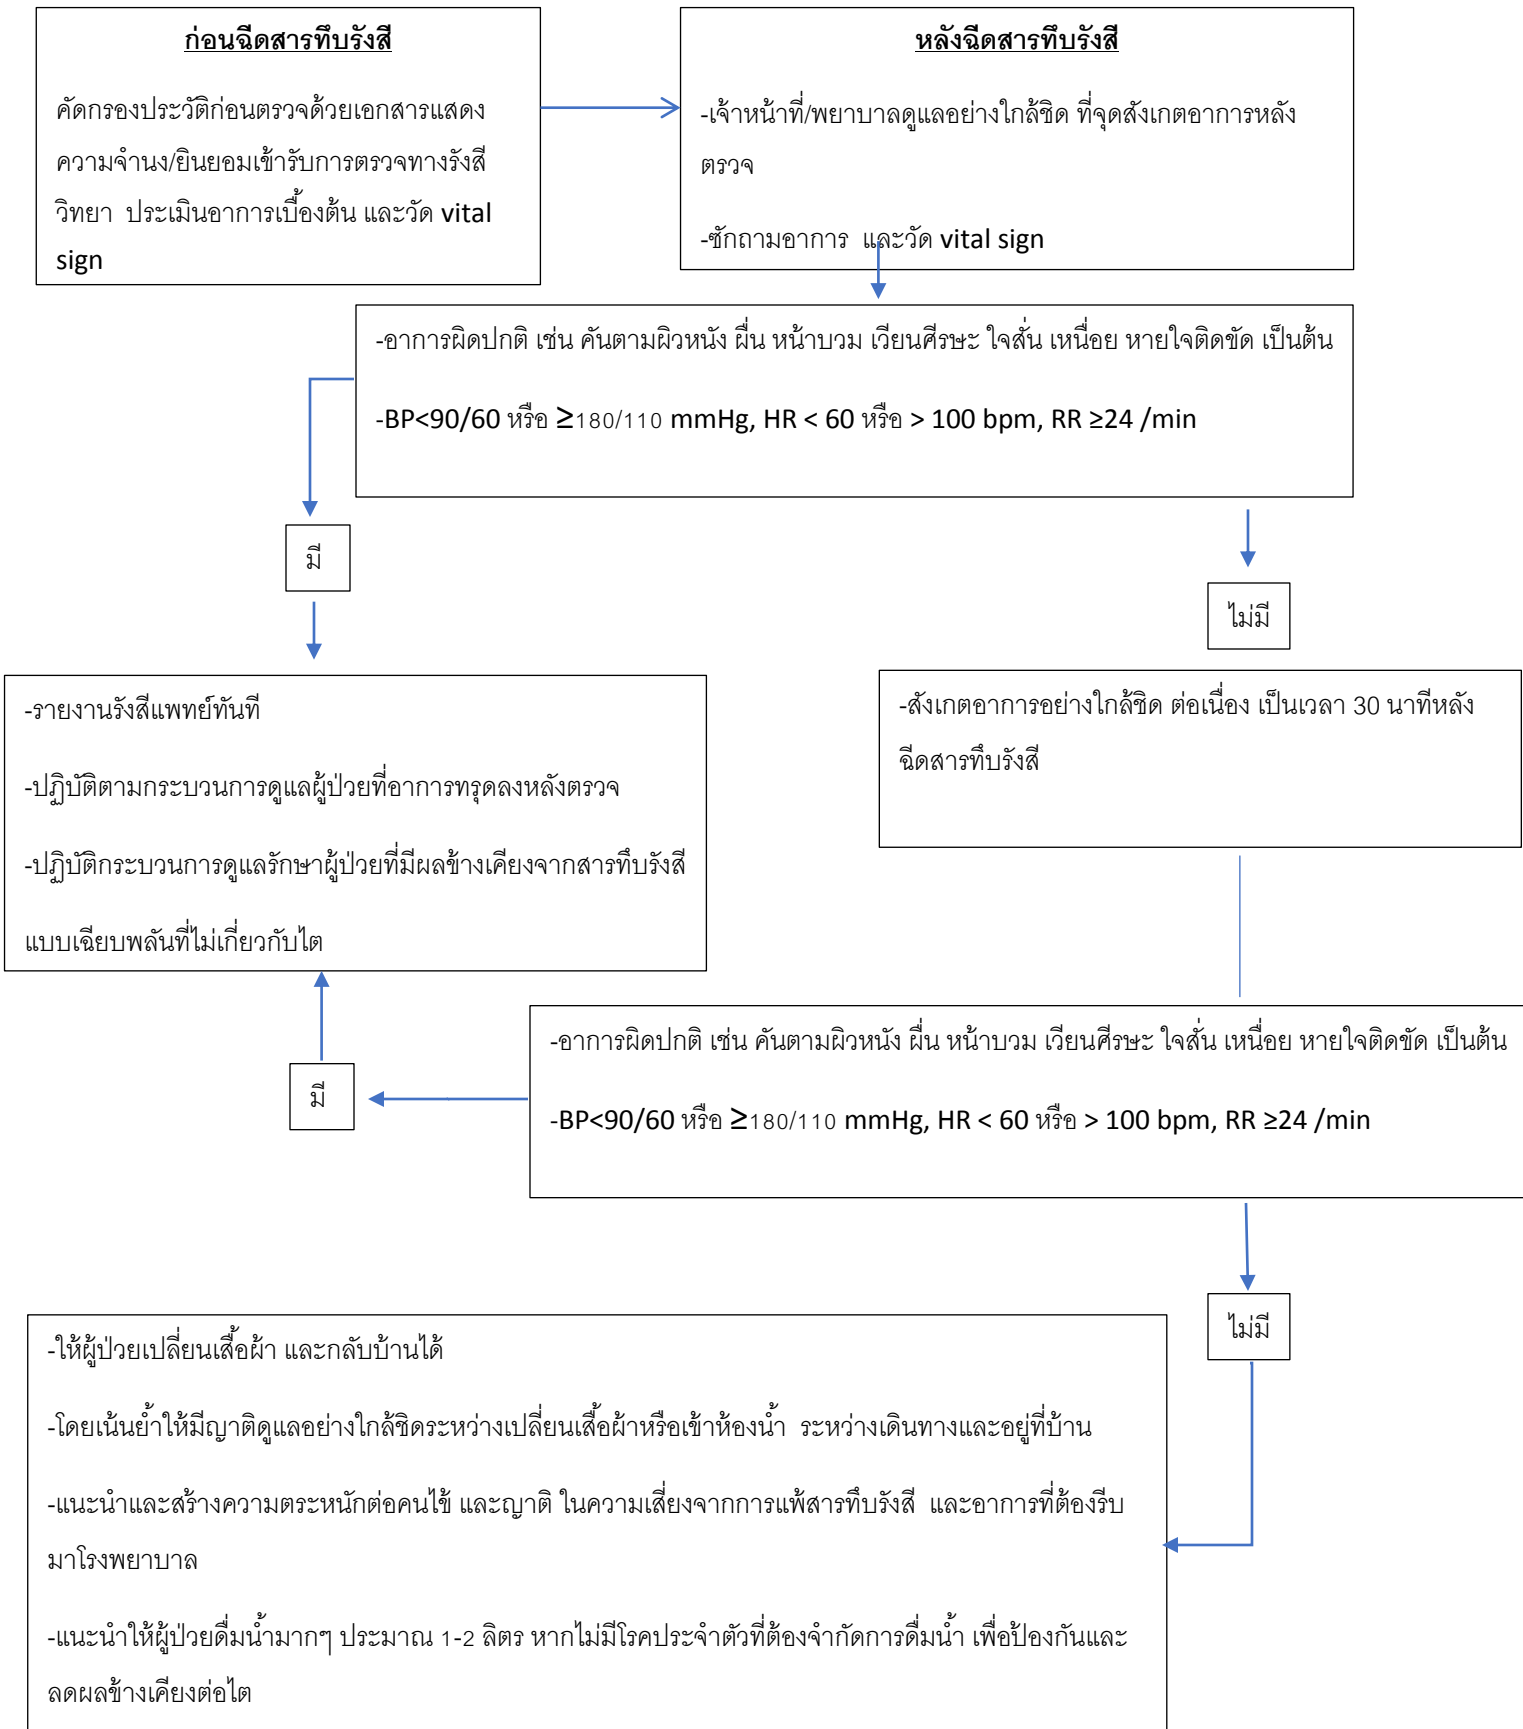 ก่อนฉีดสารทึบรังสี
คัดกรองประวัติก่อนตรวจด้วยเอกสารแสดง
ความจำนง/ยินยอมเข้ารับการตรวจทางรังสี
วิทยา ประเมินอาการเบื้องต้น และวัด vital
sign
หลังฉีดสารทึบรังสี
-เจ้าหน้าที่/พยาบาลดูแลอย่างใกล้ชิด ที่จุดสังเกตอาการหลัง
ตรวจ
-ซักถามอาการ และวัด vital sign
-อาการผิดปกติ เช่น คันตามผิวหนัง ผื่น หน้าบวม เวียนศีรษะ ใจสั่น เหนื่อย หายใจติดขัด เป็นต้น
-BP<90/60 หรือ ≥180/110 mmHg, HR < 60 หรือ > 100 bpm, RR ≥24 /min
มี
ไม่มี
-รายงานรังสีแพทย์ทันที
-ปฏิบัติตามกระบวนการดูแลผู้ป่วยที่อาการทรุดลงหลังตรวจ
-ปฏิบัติกระบวนการดูแลรักษาผู้ป่วยที่มีผลข้างเคียงจากสารทึบรังสี
แบบเฉียบพลันที่ไม่เกี่ยวกับไต
-สังเกตอาการอย่างใกล้ชิด ต่อเนื่อง เป็นเวลา 30 นาทีหลัง
ฉีดสารทึบรังสี
-อาการผิดปกติ เช่น คันตามผิวหนัง ผื่น หน้าบวม เวียนศีรษะ ใจสั่น เหนื่อย หายใจติดขัด เป็นต้น
-BP<90/60 หรือ ≥180/110 mmHg, HR < 60 หรือ > 100 bpm, RR ≥24 /min
มี
ไม่มี
-ให้ผู้ป่วยเปลี่ยนเสื้อผ้า และกลับบ้านได้
-โดยเน้นย้ำให้มีญาติดูแลอย่างใกล้ชิดระหว่างเปลี่ยนเสื้อผ้าหรือเข้าห้องน้ำ ระหว่างเดินทางและอยู่ที่บ้าน
-แนะนำและสร้างความตระหนักต่อคนไข้ และญาติ ในความเสี่ยงจากการแพ้สารทึบรังสี และอาการที่ต้องรีบ
มาโรงพยาบาล
-แนะนำให้ผู้ป่วยดื่มน้ำมากๆ ประมาณ 1-2 ลิตร หากไม่มีโรคประจำตัวที่ต้องจำกัดการดื่มน้ำ เพื่อป้องกันและ
ลดผลข้างเคียงต่อไต